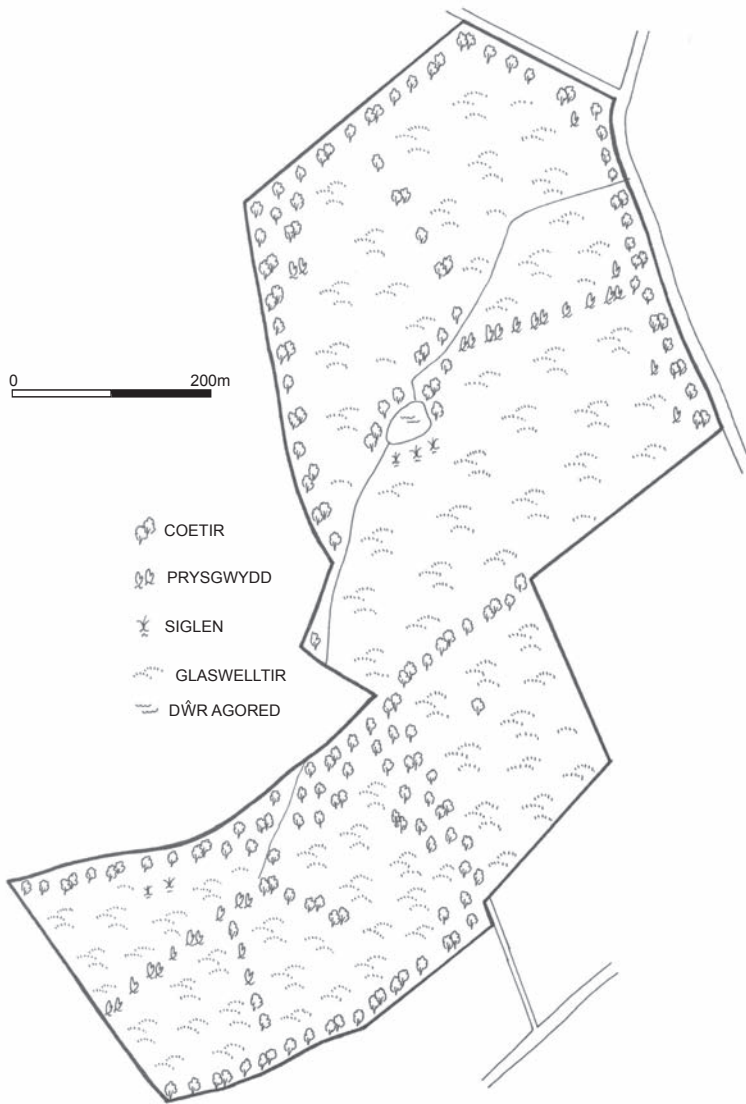 0 200m
COETIR
PRYSGWYDD
SIGLEN
GLASWELLTIR
DŴR AGORED